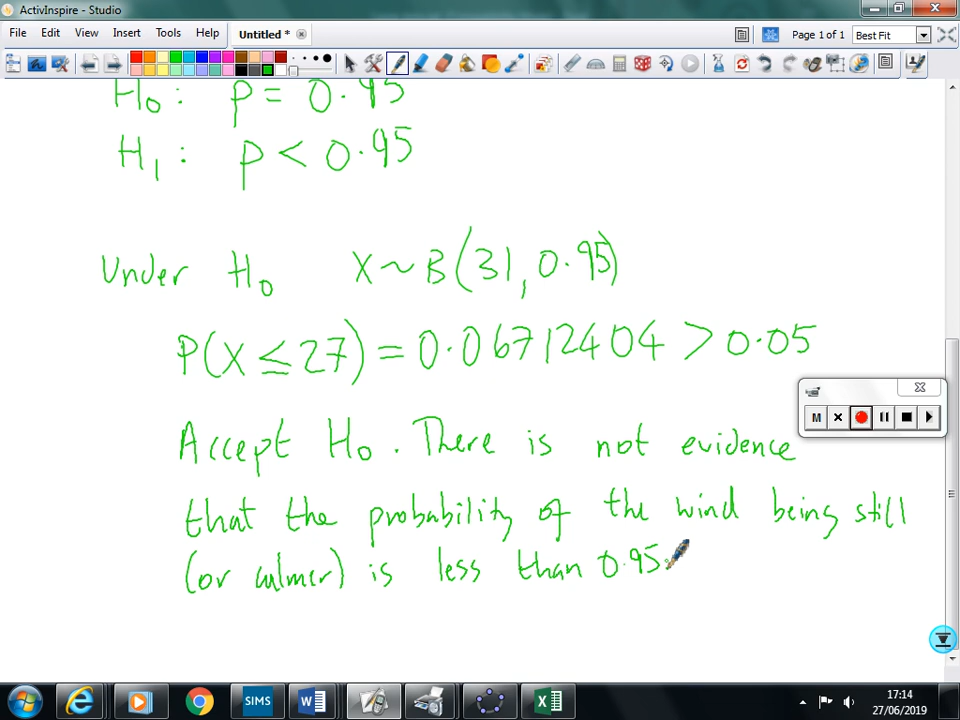 ActivInspire - Studio
File Edit View Insert Tools Help Untitled * Page 1 of 1 Best Fit
H₀ : p = 0.95
H₁ : p < 0.95
Under H₀ X ~ B(31, 0.95)
P(X ≤ 27) = 0.06712404 > 0.05
Accept H₀. There is not evidence
that the probability of the wind being still
(or calmer) is less than 0.95.
M
SIMS
17:14
27/06/2019